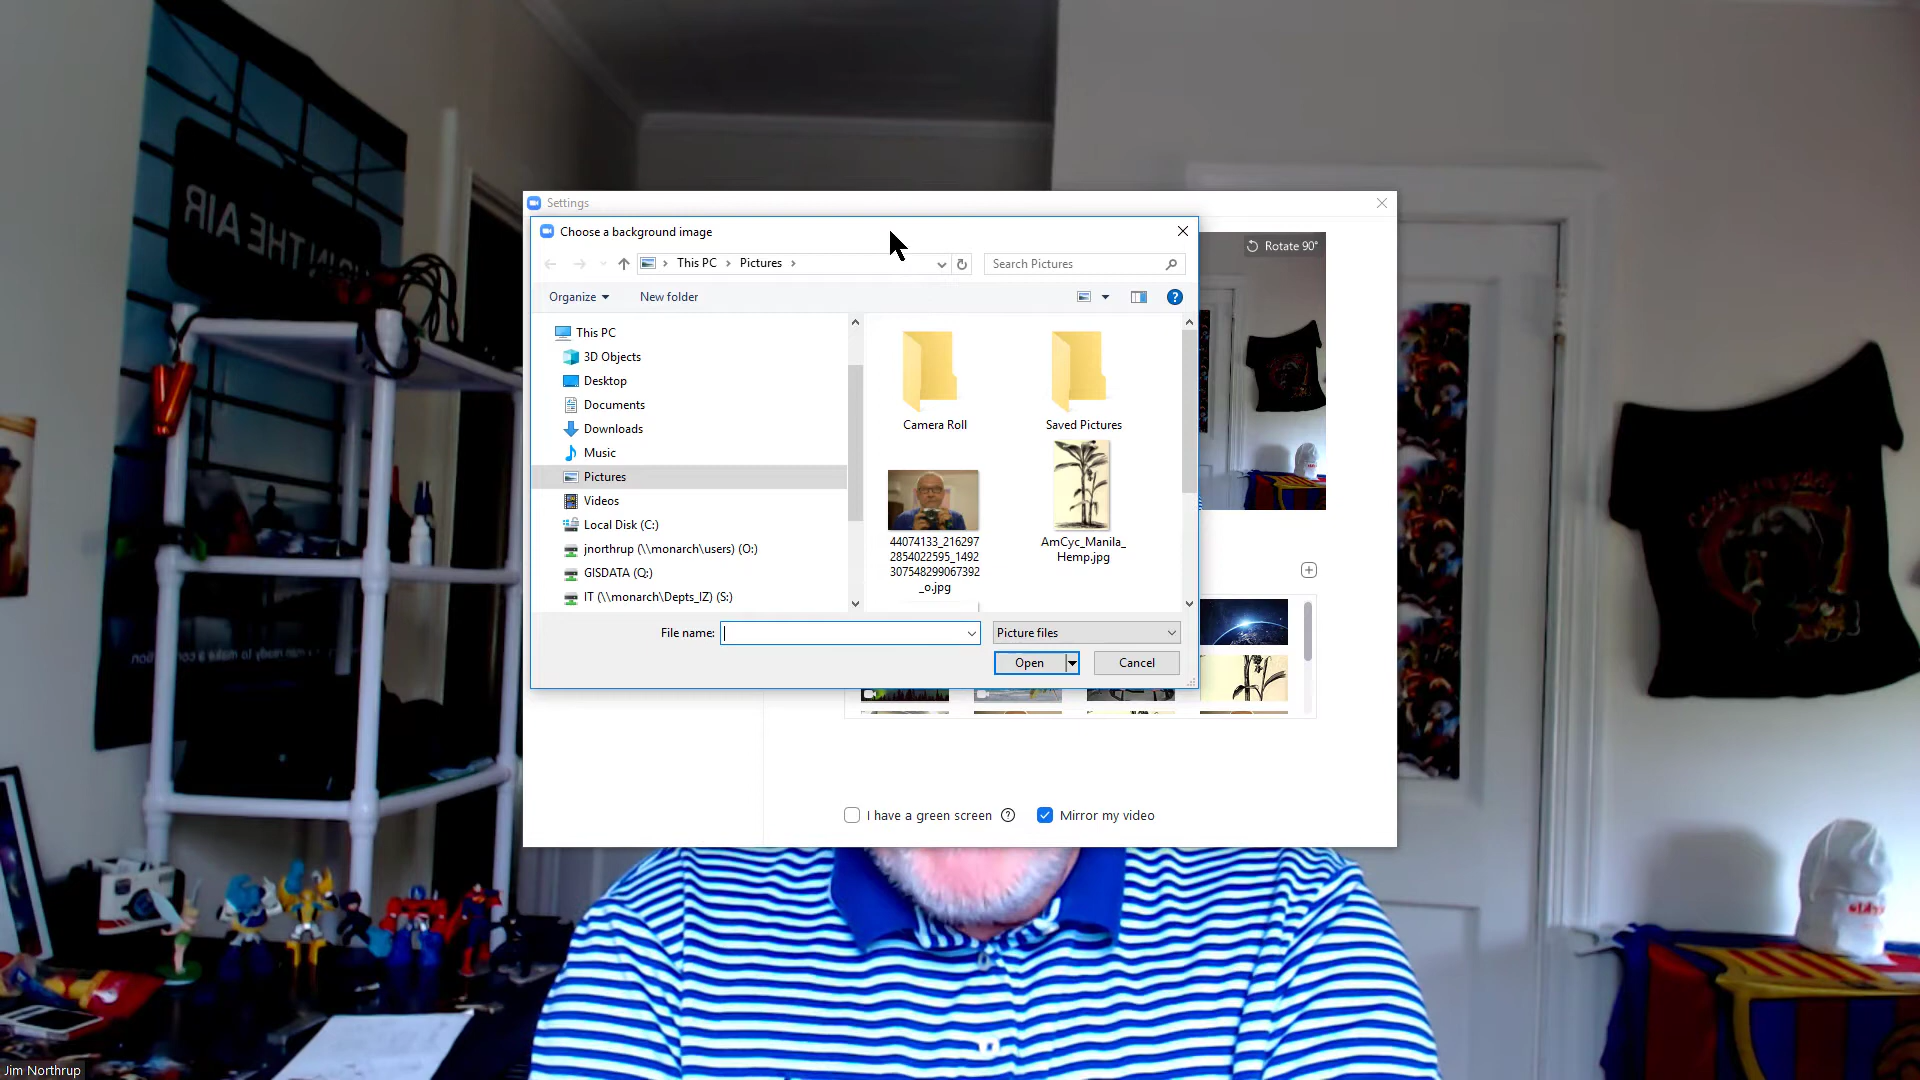 Settings
Choose a background image
Rotate 90°
This PC
Pictures
Search Pictures
Organize
New folder
This PC
3D Objects
Desktop
Documents
Downloads
Music
Pictures
Videos
Local Disk (C:)
jnorthrup (\\monarch\users) (O:)
GISDATA (Q:)
IT (\\monarch\Depts_IZ) (S:)
Camera Roll
Saved Pictures
44074133_216297
2854022595_1492
307548299067392
_o.jpg
AmCyc_Manila_
Hemp.jpg
File name:
Picture files
Open
Cancel
I have a green screen
Mirror my video
IN THE AIR
Jim Northrup